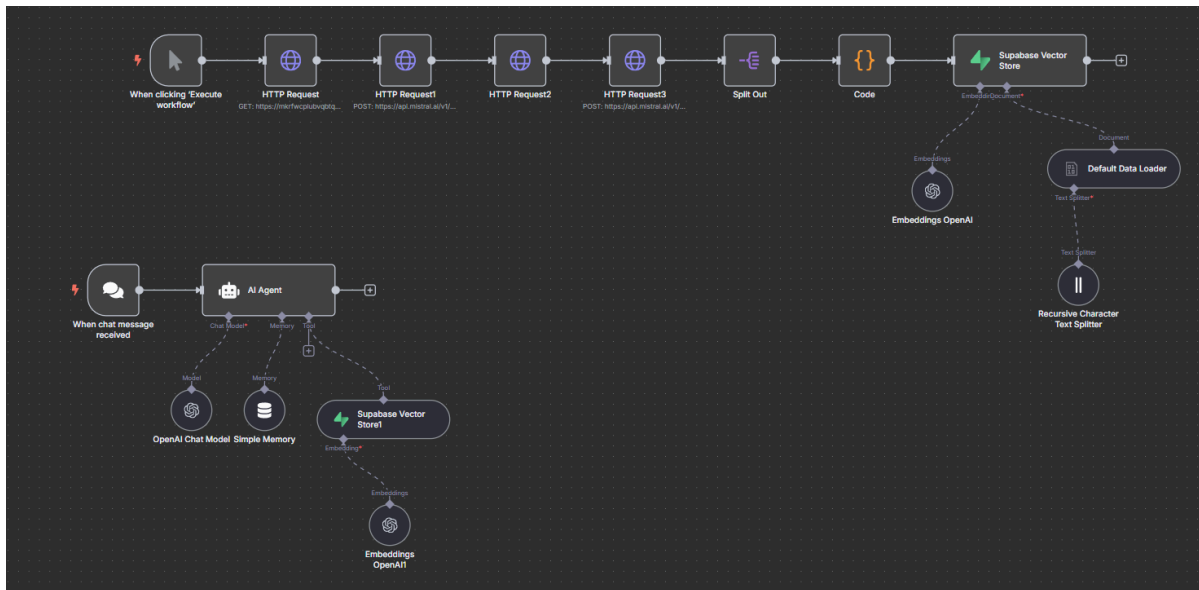 When clicking 'Execute
workflow'
HTTP Request
GET: https://mkrfwcplubvqbtq...
HTTP Request1
POST: https://api.mistral.ai/v1/...
HTTP Request2
HTTP Request3
POST: https://api.mistral.ai/v1/...
Split Out
Code
Supabase Vector
Store
Document*
Embeddings
Embeddings OpenAI
Document
Default Data Loader
Text Splitter*
Text Splitter
Recursive Character
Text Splitter
When chat message
received
AI Agent
Chat Model*
Memory
Tool
Model
OpenAI Chat Model
Memory
Simple Memory
Tool
Supabase Vector
Store1
Embedding*
Embeddings
Embeddings
OpenAI1